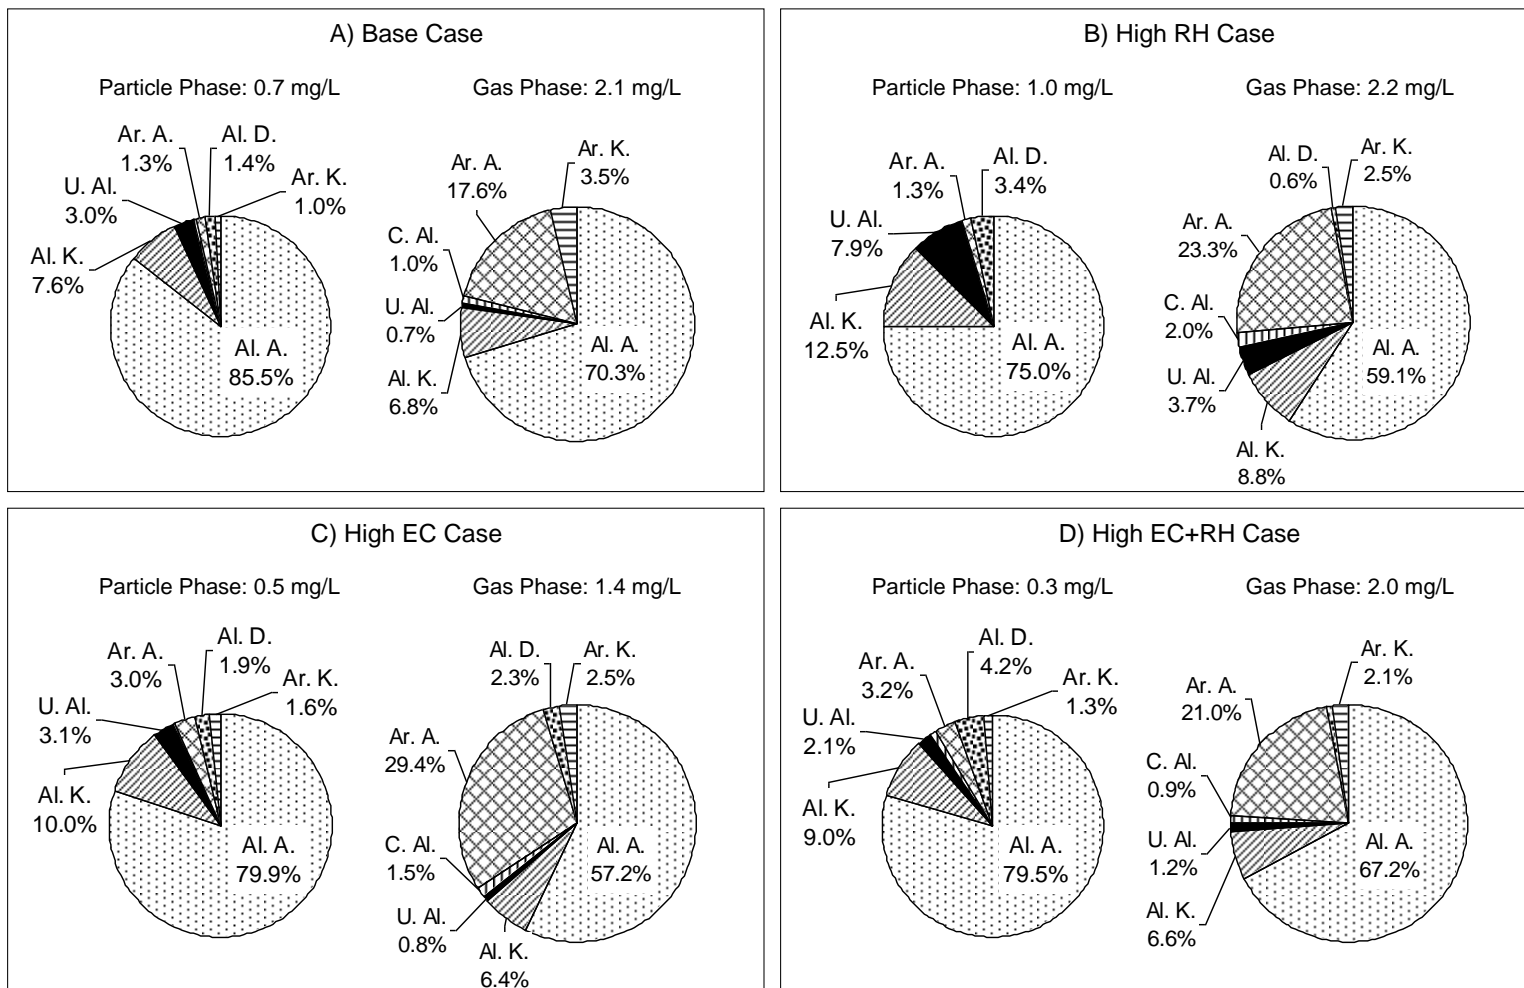 A) Base Case
Particle Phase: 0.7 mg/L
Ar. A.
1.3%
Al. D.
1.4%
U. Al.
3.0%
Ar. K.
1.0%
Al. K.
7.6%
Al. A.
85.5%
Gas Phase: 2.1 mg/L
Ar. K.
3.5%
Ar. A.
17.6%
C. Al.
1.0%
U. Al.
0.7%
Al. K.
6.8%
Al. A.
70.3%
B) High RH Case
Particle Phase: 1.0 mg/L
Ar. A.
1.3%
Al. D.
3.4%
U. Al.
7.9%
Al. K.
12.5%
Al. A.
75.0%
Gas Phase: 2.2 mg/L
Al. D.
0.6%
Ar. K.
2.5%
Ar. A.
23.3%
C. Al.
2.0%
U. Al.
3.7%
Al. K.
8.8%
Al. A.
59.1%
C) High EC Case
Particle Phase: 0.5 mg/L
Ar. A.
3.0%
Al. D.
1.9%
Ar. K.
1.6%
U. Al.
3.1%
Al. K.
10.0%
Al. A.
79.9%
Gas Phase: 1.4 mg/L
Al. D.
2.3%
Ar. K.
2.5%
Ar. A.
29.4%
C. Al.
1.5%
U. Al.
0.8%
Al. K.
6.4%
Al. A.
57.2%
D) High EC+RH Case
Particle Phase: 0.3 mg/L
Ar. A.
3.2%
Al. D.
4.2%
Ar. K.
1.3%
U. Al.
2.1%
Al. K.
9.0%
Al. A.
79.5%
Gas Phase: 2.0 mg/L
Ar. K.
2.1%
Ar. A.
21.0%
C. Al.
0.9%
U. Al.
1.2%
Al. K.
6.6%
Al. A.
67.2%